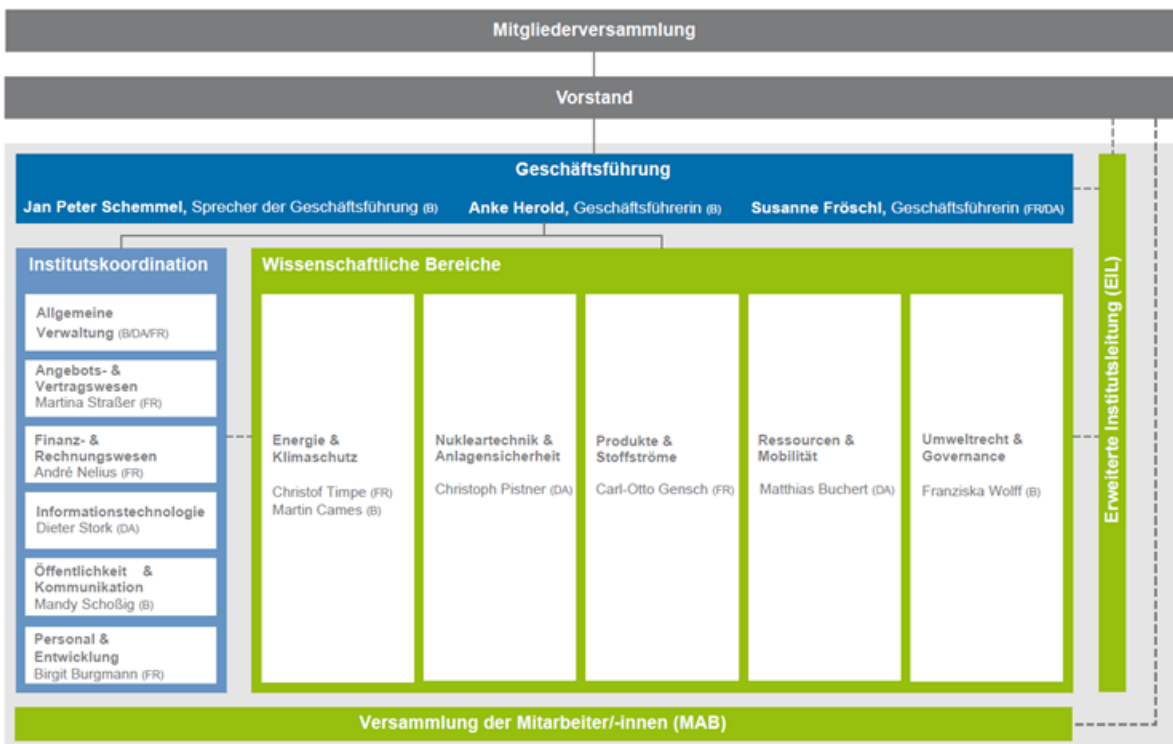 Mitgliederversammlung
Vorstand
Geschäftsführung
Jan Peter Schemmel, Sprecher der Geschäftsführung (B)
Anke Herold, Geschäftsführerin (B)
Susanne Fröschl, Geschäftsführerin (FR/DA)
Institutskoordination
Allgemeine
Verwaltung (B/DA/FR)
Angebots- &
Vertragswesen
Martina Straßer (FR)
Finanz- &
Rechnungswesen
André Nelius (FR)
Informationstechnologie
Dieter Stork (DA)
Öffentlichkeit &
Kommunikation
Mandy Schoßig (B)
Personal &
Entwicklung
Birgit Burgmann (FR)
Wissenschaftliche Bereiche
Energie &
Klimaschutz
Christof Timpe (FR)
Martin Cames (B)
Nukleartechnik &
Anlagensicherheit
Christoph Pistner (DA)
Produkte &
Stoffströme
Carl-Otto Gensch (FR)
Ressourcen &
Mobilität
Matthias Buchert (DA)
Umweltrecht &
Governance
Franziska Wolff (B)
Erweiterte Institutsleitung (EIL)
Versammlung der Mitarbeiter/-innen (MAB)